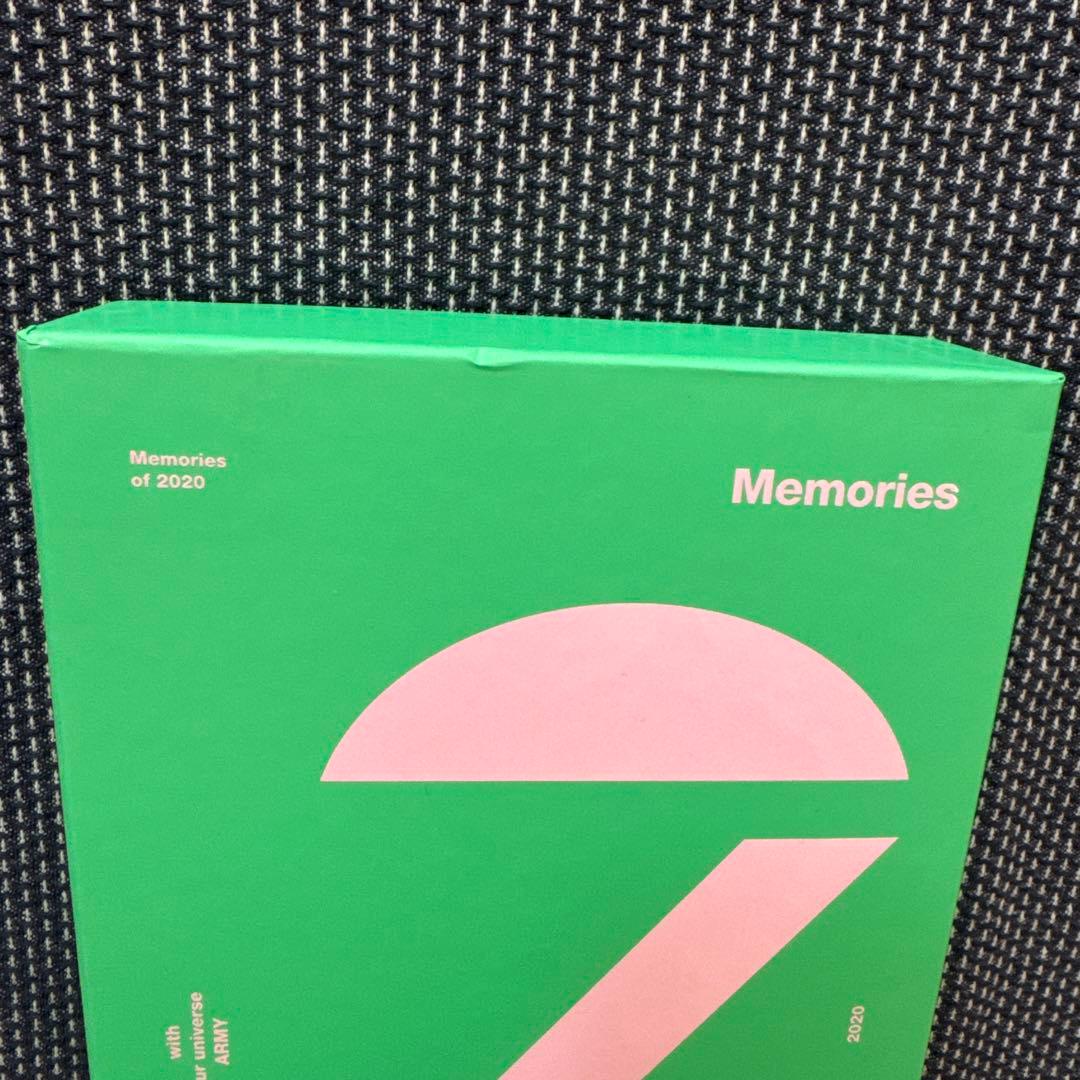 Memories
of 2020
Memories
with
ur universe
ARMY
2020